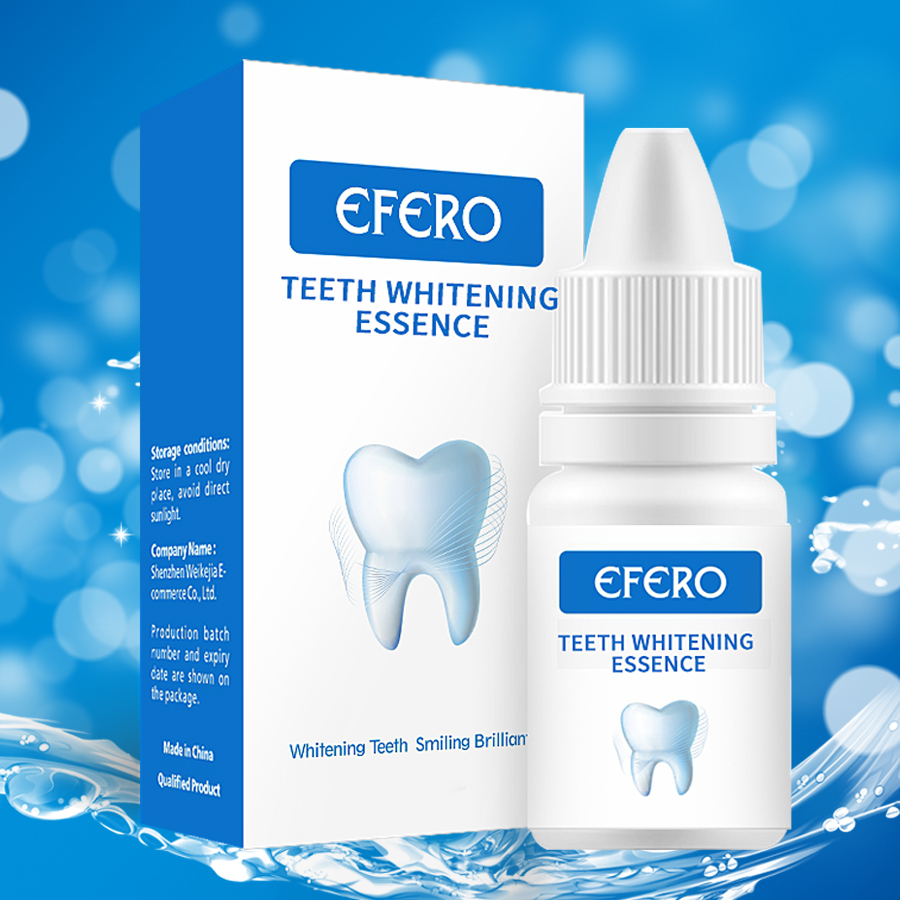 EFERO
TEETH WHITENING
ESSENCE
Storage conditions:
Store in a cool dry
place, avoid direct
sunlight.
Company Name :
Shenzhen Weikejia E-
commerce Co., Ltd.
Production batch
number and expiry
date are shown on
the package.
Made in China
Qualified Product
Whitening Teeth Smiling Brillian
EFERO
TEETH WHITENING
ESSENCE